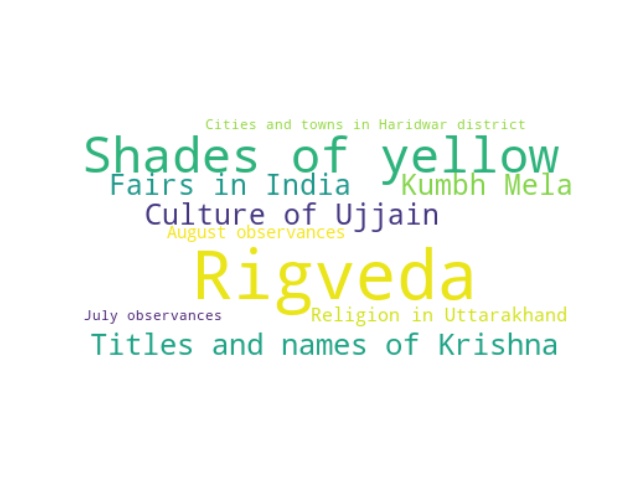 Cities and towns in Haridwar district
Shades of yellow
Fairs in India
Kumbh Mela
Culture of Ujjain
August observances
Rigveda
July observances
Religion in Uttarakhand
Titles and names of Krishna